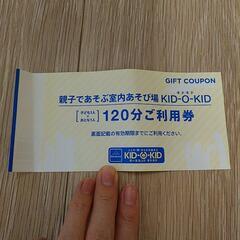 GIFT COUPON
親子であそぶ室内あそび場 KID-O-KID
120分ご利用券
裏面記載の有効期限までにご利用ください。
KID-O-KID